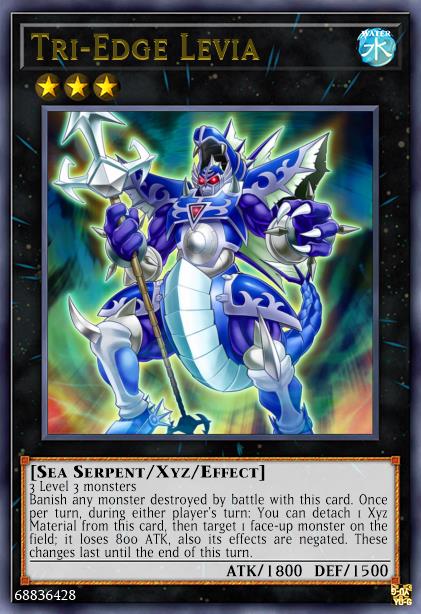 Tri-Edge Levia
WATER
水
[Sea Serpent/Xyz/Effect]
3 Level 3 monsters
Banish any monster destroyed by battle with this card. Once
per turn, during either player's turn: You can detach 1 Xyz
Material from this card, then target 1 face-up monster on the
field; it loses 800 ATK, also its effects are negated. These
changes last until the end of this turn.
ATK/1800 DEF/1500
68836428